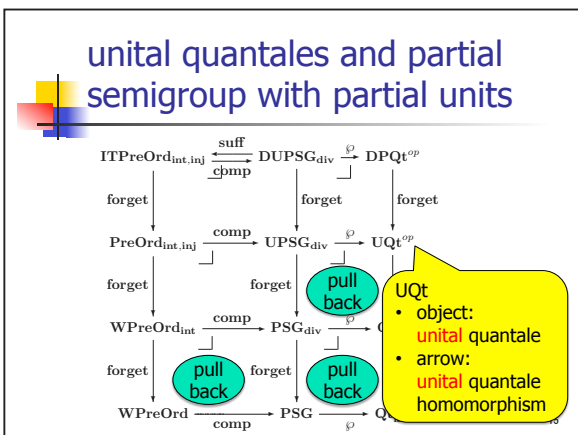 unital quantales and partial
semigroup with partial units
suff
ITPreOrd_int,inj DUPSG_div ℘ DPQt^op
comp
forget forget forget
PreOrd_int,inj comp UPSG_div ℘ UQt^op
forget forget
pull
back
UQt
• object:
unital quantale
• arrow:
unital quantale
homomorphism
WPreOrd_int comp PSG_div ℘
forget pull
back forget pull
back
WPreOrd comp PSG ℘